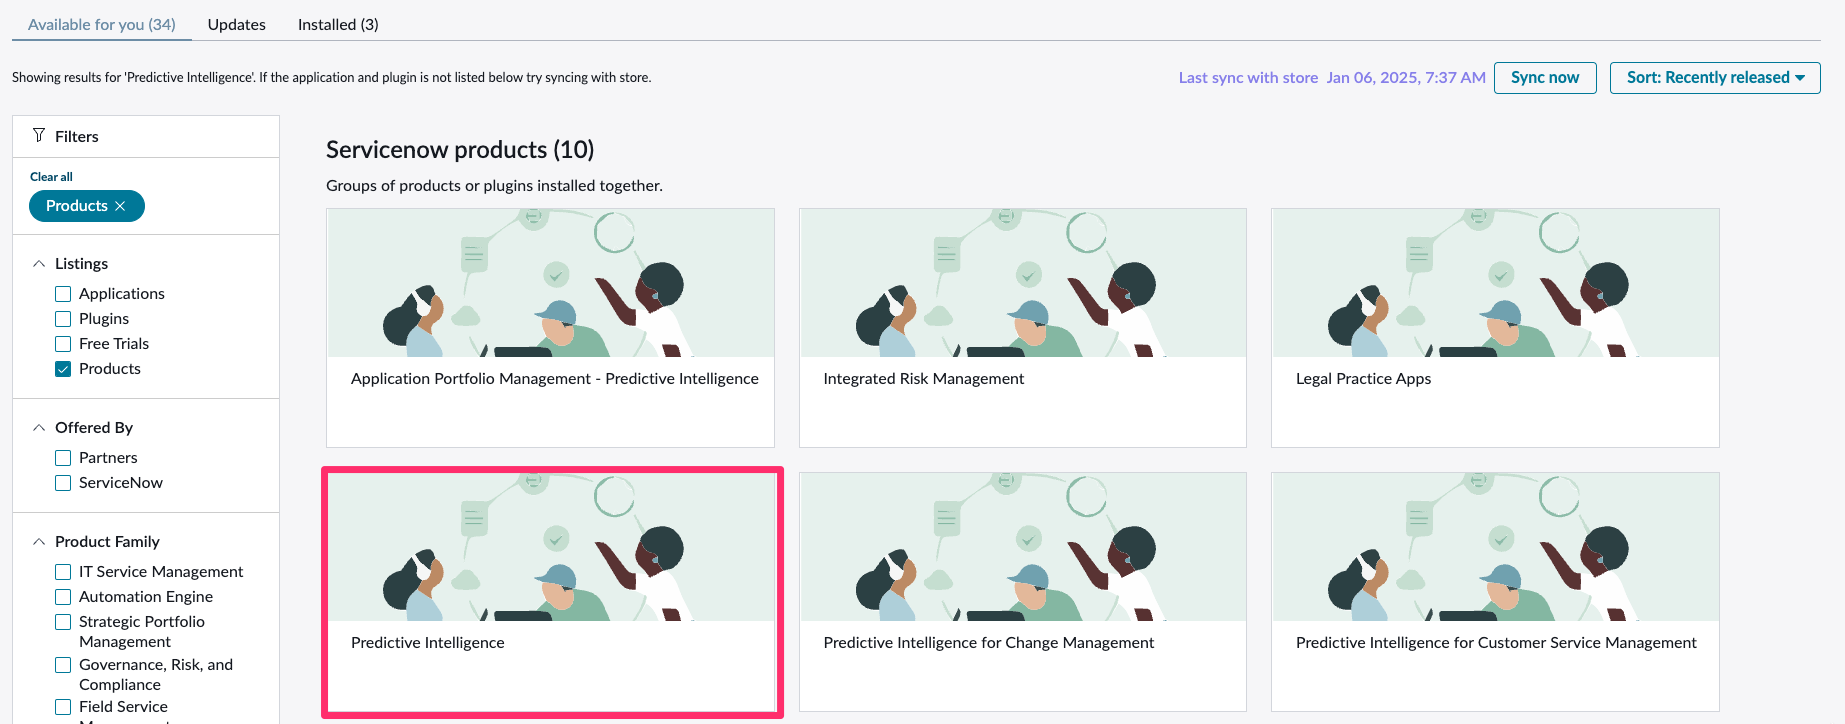 Available for you (34)
Updates
Installed (3)
Showing results for 'Predictive Intelligence'. If the application and plugin is not listed below try syncing with store.
Last sync with store Jan 06, 2025, 7:37 AM
Sync now
Sort: Recently released
Filters
Clear all
Products
Listings
Applications
Plugins
Free Trials
Products
Offered By
Partners
ServiceNow
Product Family
IT Service Management
Automation Engine
Strategic Portfolio
Management
Governance, Risk, and
Compliance
Field Service
Servicenow products (10)
Groups of products or plugins installed together.
Application Portfolio Management - Predictive Intelligence
Integrated Risk Management
Legal Practice Apps
Predictive Intelligence
Predictive Intelligence for Change Management
Predictive Intelligence for Customer Service Management